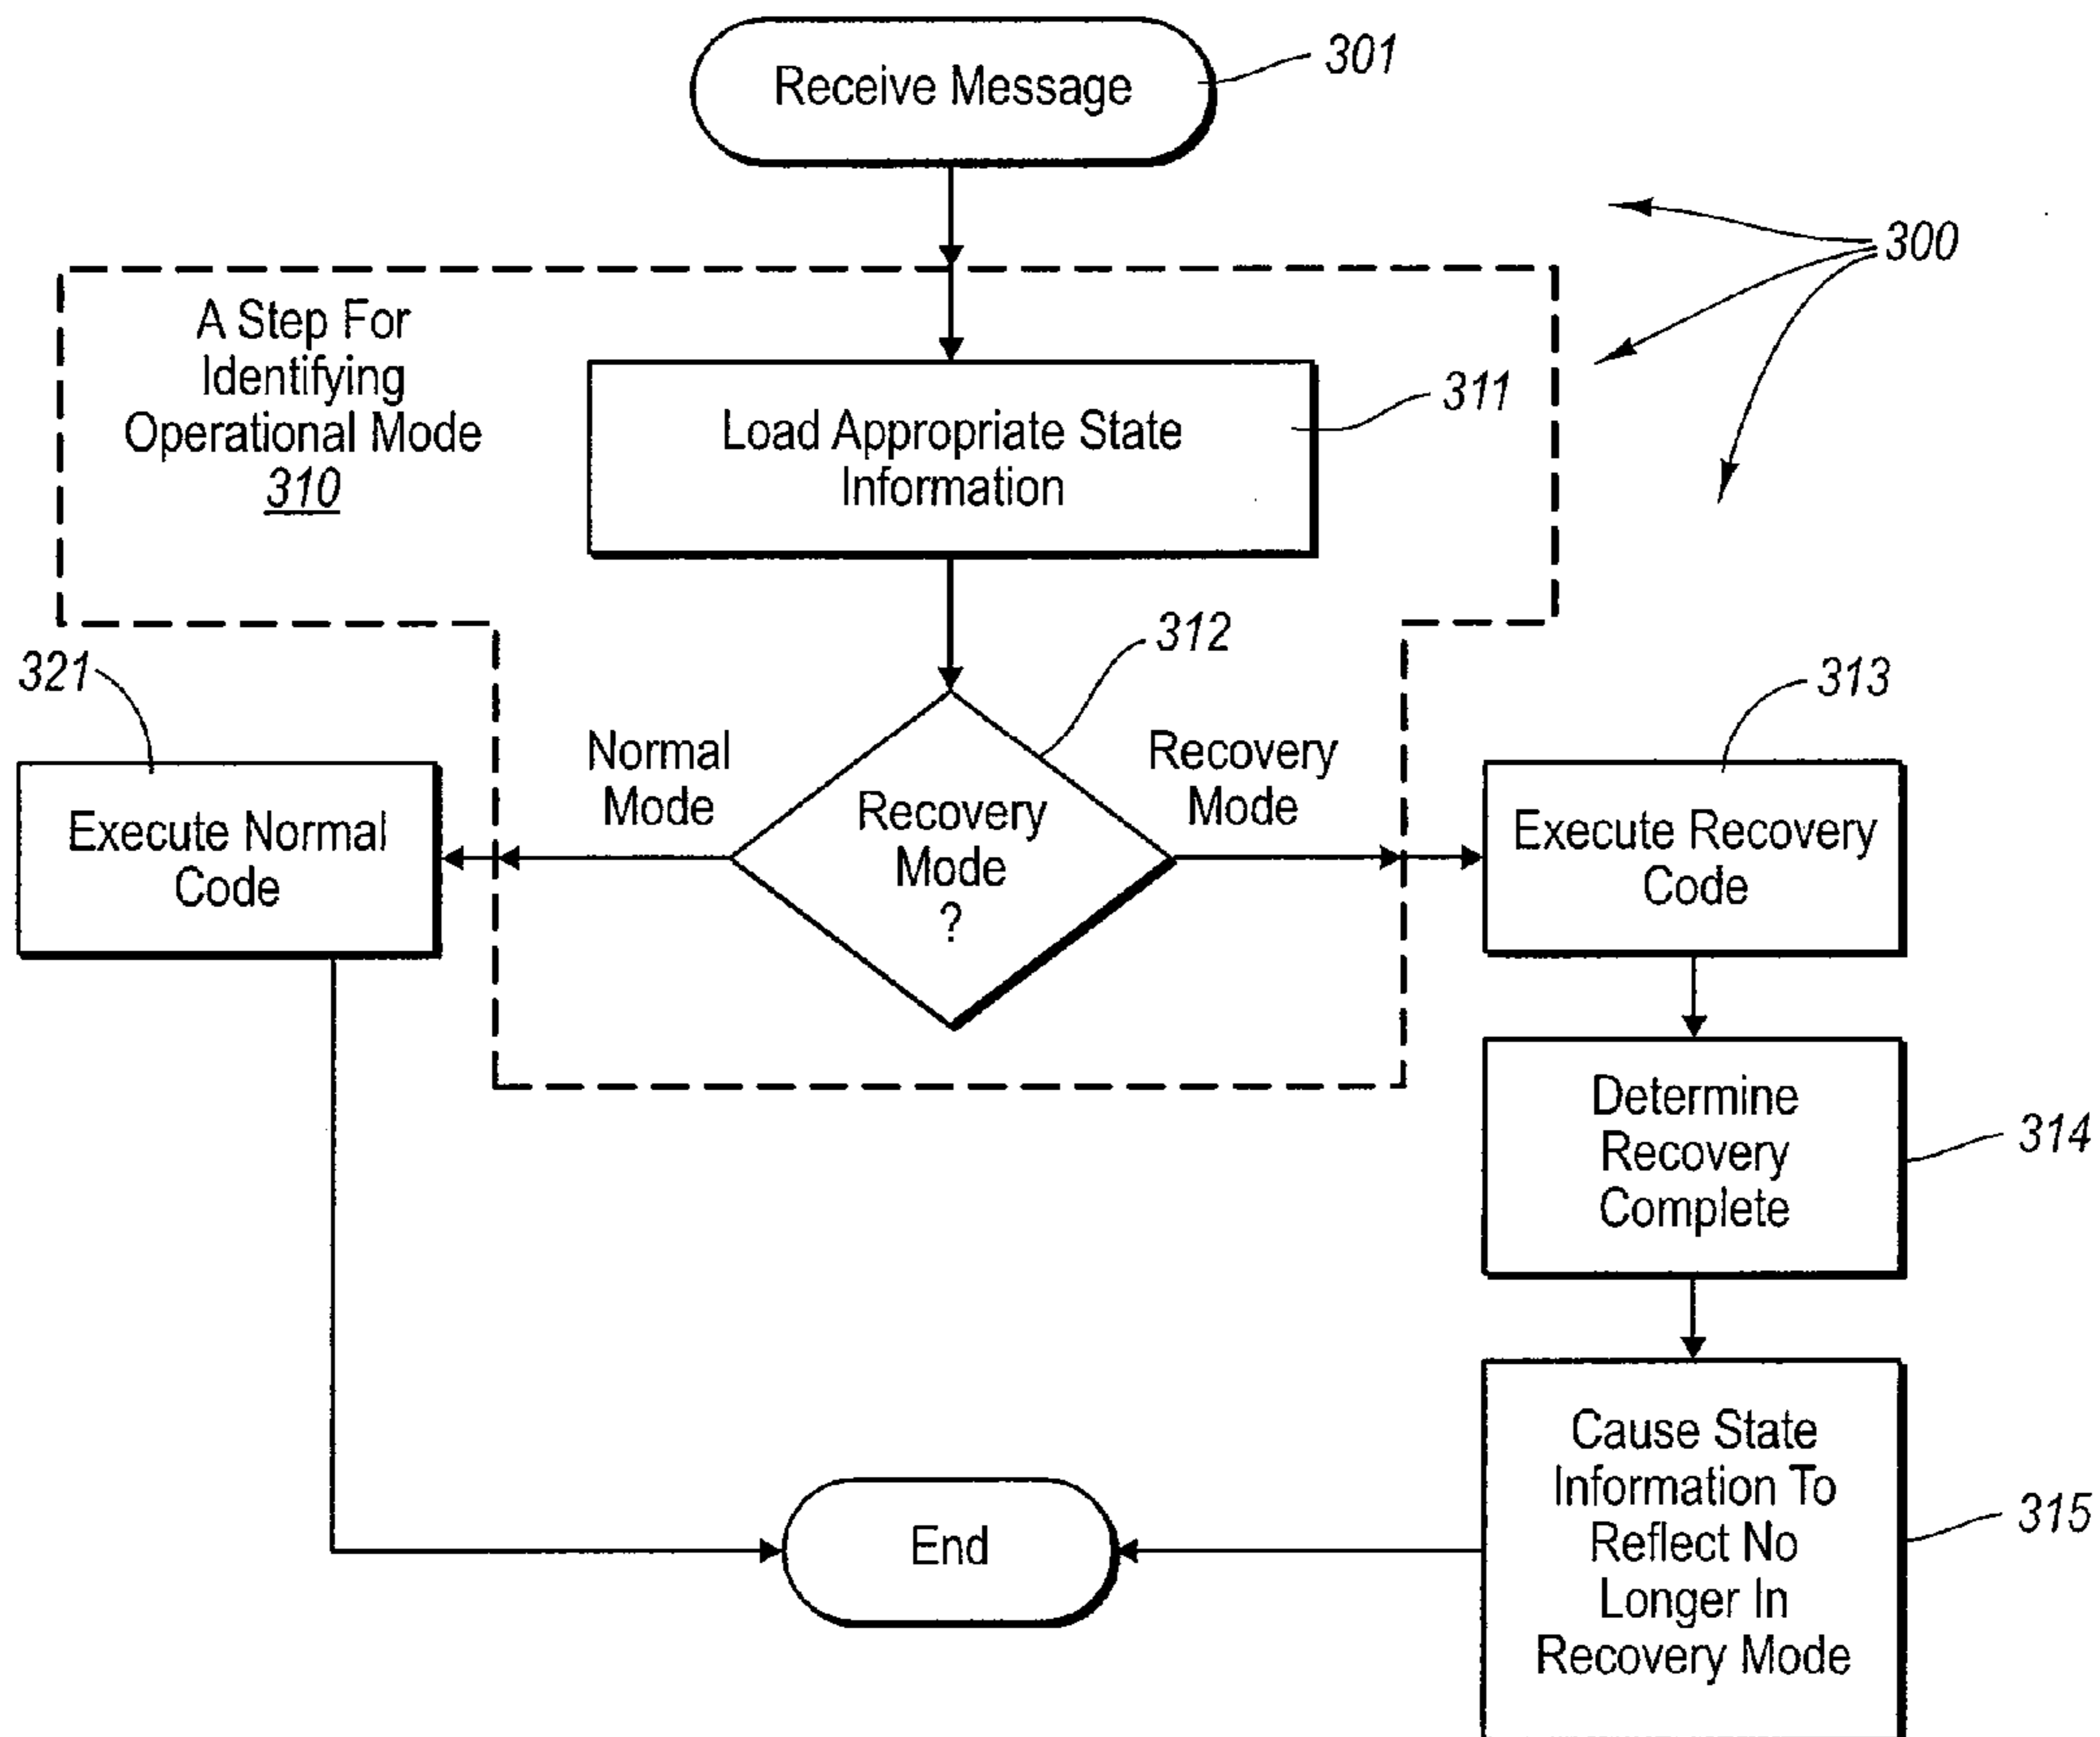 Receive Message
301
300
A Step For
Identifying
Operational Mode
310
Load Appropriate State
Information
311
312
321
313
Normal
Mode
Recovery
Mode
Recovery
Mode
?
Execute Normal
Code
Execute Recovery
Code
Determine
Recovery
Complete
314
Cause State
Information To
Reflect No
Longer In
Recovery Mode
315
End